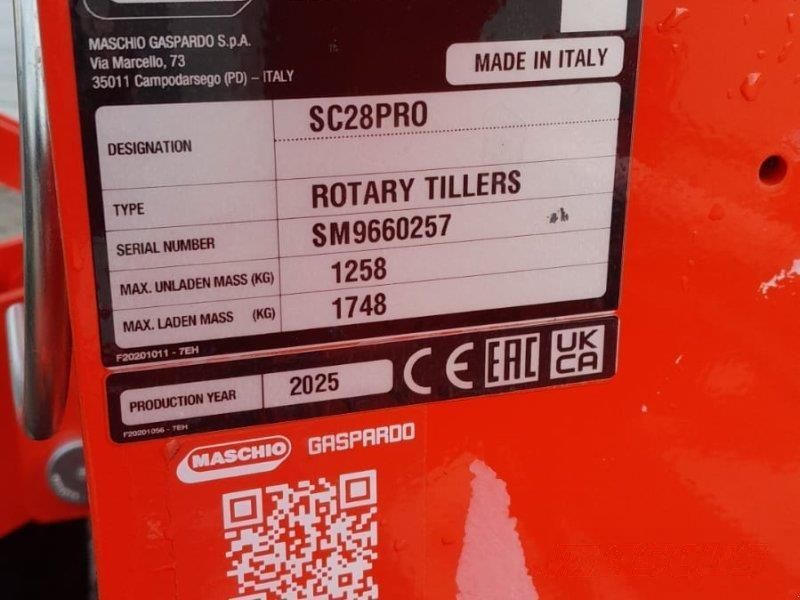 MASCHIO GASPARDO S.p.A.
Via Marcello, 73
35011 Campodarsego (PD) – ITALY
MADE IN ITALY
DESIGNATION SC28PRO
TYPE ROTARY TILLERS
SERIAL NUMBER SM9660257
MAX. UNLADEN MASS (KG) 1258
MAX. LADEN MASS (KG) 1748
F20201011 - 7EH
PRODUCTION YEAR 2025 CE EAC UK CA
F20201056 - 7EH
MASCHIO GASPARDO